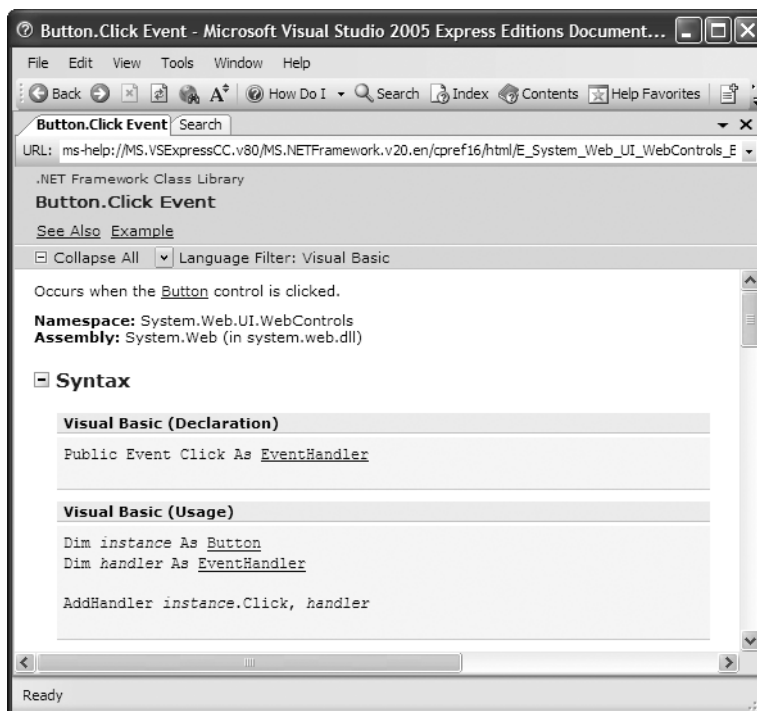 Button.Click Event - Microsoft Visual Studio 2005 Express Editions Document...
File Edit View Tools Window Help
Back How Do I Search Index Contents Help Favorites
Button.Click Event Search
URL: ms-help://MS.VSExpressCC.v80/MS.NETFramework.v20.en/cpref16/html/E_System_Web_UI_WebControls_E
.NET Framework Class Library
Button.Click Event
See Also Example
Collapse All Language Filter: Visual Basic
Occurs when the Button control is clicked.
Namespace: System.Web.UI.WebControls
Assembly: System.Web (in system.web.dll)
Syntax
Visual Basic (Declaration)
Public Event Click As EventHandler
Visual Basic (Usage)
Dim instance As Button
Dim handler As EventHandler
AddHandler instance.Click, handler
Ready